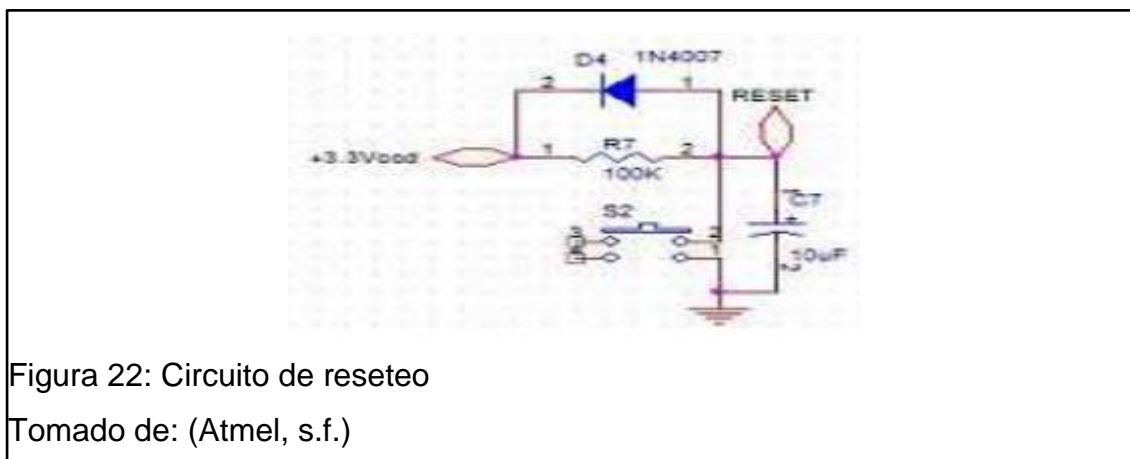 D4 1N4007
2 1
RESET
+3.3Vccd
1 R7 2
100K
C7
S2
10uF
Figura 22: Circuito de reseteo
Tomado de: (Atmel, s.f.)